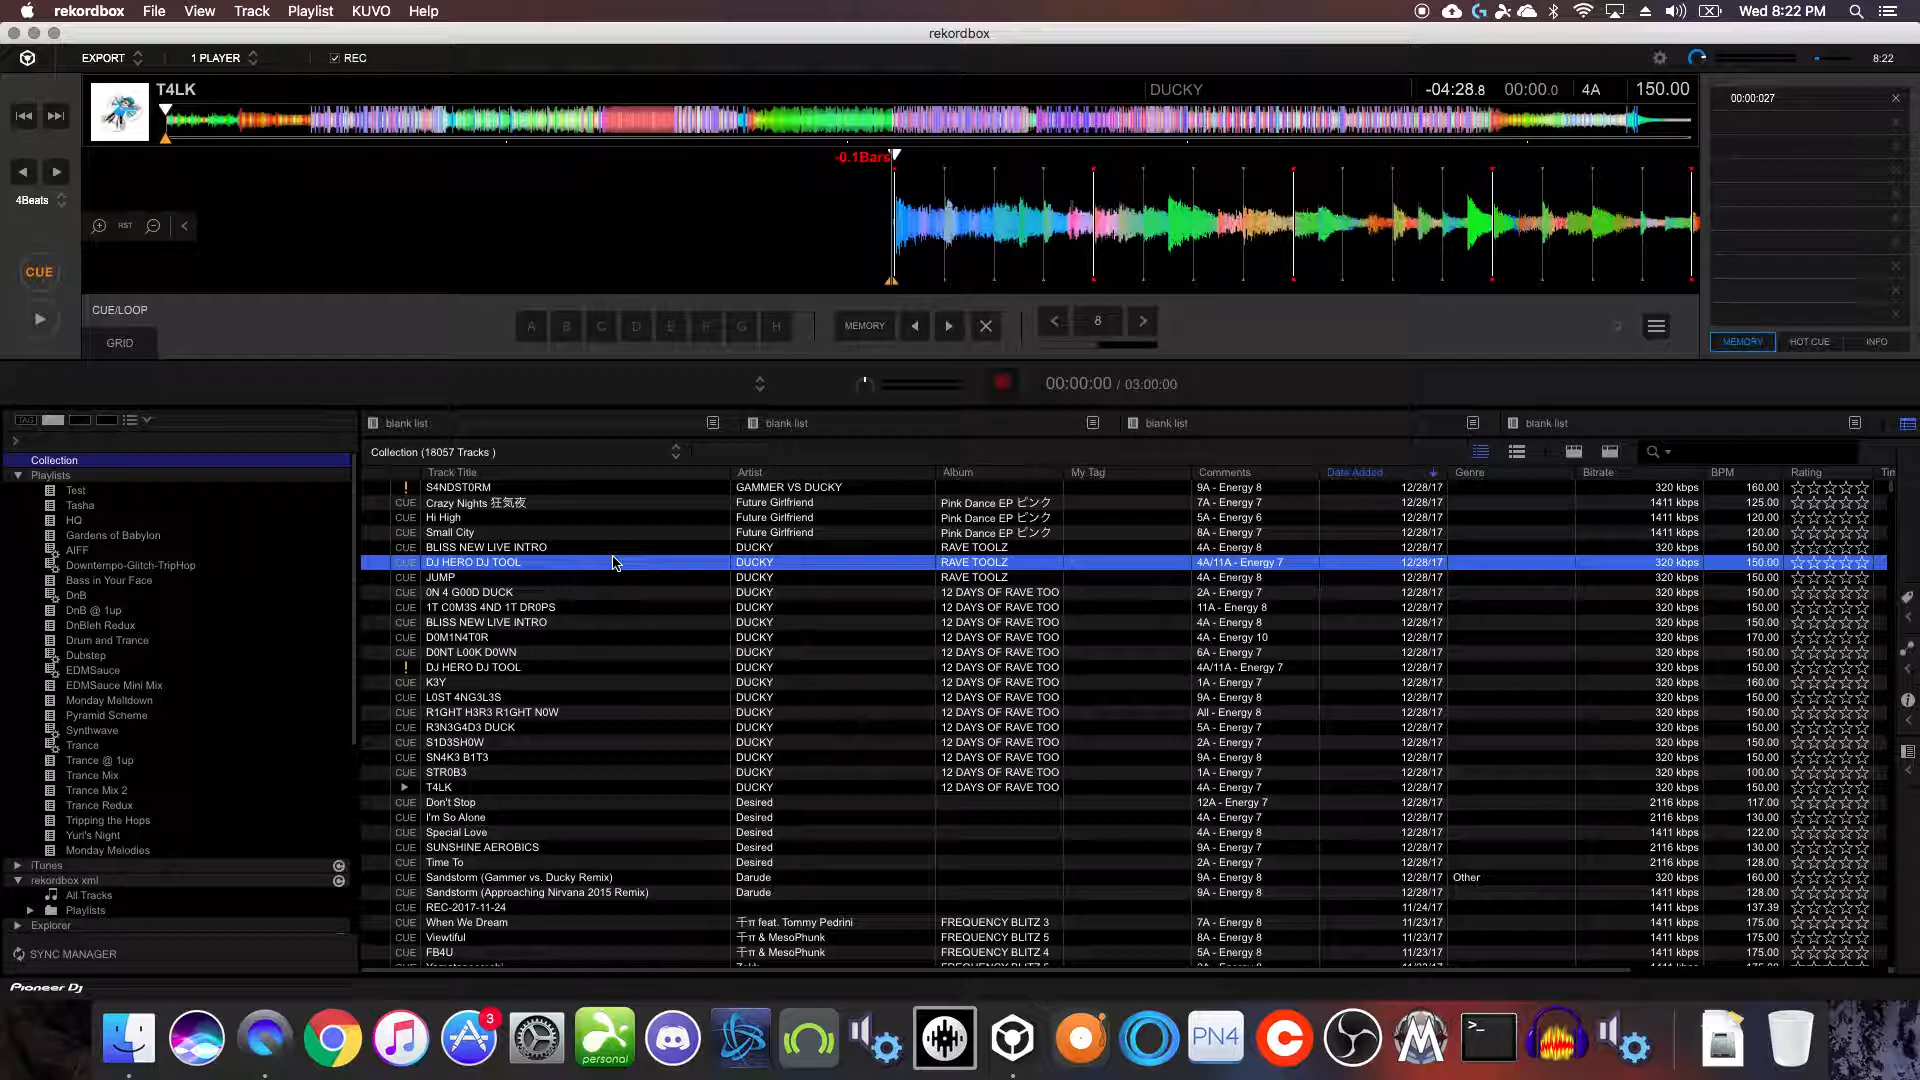 rekordbox File View Track Playlist KUVO Help Wed 8:22 PM
rekordbox
EXPORT 1 PLAYER REC 8:22
T4LK DUCKY -04:28.8 00:00.0 4A 150.00
00:00:027
-0.1Bars
4Beats
RST
CUE
CUE/LOOP
A B C D E F G H MEMORY 8
GRID
MEMORY HOT CUE INFO
00:00:00 / 03:00:00
TAG
blank list blank list blank list blank list
Collection (18057 Tracks )
Collection
Playlists
Test
Tasha
HQ
Gardens of Babylon
AIFF
Downtempo-Glitch-TripHop
Bass in Your Face
DnB
DnB @ 1up
DnBleh Redux
Drum and Trance
Dubstep
EDMSauce
EDMSauce Mini Mix
Monday Meltdown
Pyramid Scheme
Synthwave
Trance
Trance @ 1up
Trance Mix
Trance Mix 2
Trance Redux
Tripping the Hops
Yuri's Night
Monday Melodies
iTunes
rekordbox xml
All Tracks
Playlists
Explorer
SYNC MANAGER
Track Title Artist Album My Tag Comments Date Added Genre Bitrate BPM Rating Tim
! S4NDST0RM GAMMER VS DUCKY 9A - Energy 8 12/28/17 320 kbps 160.00
CUE Crazy Nights 狂気夜 Future Girlfriend Pink Dance EP ピンク 7A - Energy 7 12/28/17 1411 kbps 125.00
CUE Hi High Future Girlfriend Pink Dance EP ピンク 5A - Energy 6 12/28/17 1411 kbps 120.00
CUE Small City Future Girlfriend Pink Dance EP ピンク 8A - Energy 7 12/28/17 1411 kbps 120.00
CUE BLISS NEW LIVE INTRO DUCKY RAVE TOOLZ 4A - Energy 8 12/28/17 320 kbps 150.00
CUE DJ HERO DJ TOOL DUCKY RAVE TOOLZ 4A/11A - Energy 7 12/28/17 320 kbps 150.00
CUE JUMP DUCKY RAVE TOOLZ 4A - Energy 8 12/28/17 320 kbps 150.00
CUE 0N 4 G00D DUCK DUCKY 12 DAYS OF RAVE TOO 2A - Energy 7 12/28/17 320 kbps 150.00
CUE 1T C0M3S 4ND 1T DR0PS DUCKY 12 DAYS OF RAVE TOO 11A - Energy 8 12/28/17 320 kbps 150.00
CUE BLISS NEW LIVE INTRO DUCKY 12 DAYS OF RAVE TOO 4A - Energy 8 12/28/17 320 kbps 150.00
CUE D0M1N4T0R DUCKY 12 DAYS OF RAVE TOO 4A - Energy 10 12/28/17 320 kbps 170.00
CUE D0NT L00K D0WN DUCKY 12 DAYS OF RAVE TOO 6A - Energy 7 12/28/17 320 kbps 150.00
! DJ HERO DJ TOOL DUCKY 12 DAYS OF RAVE TOO 4A/11A - Energy 7 12/28/17 320 kbps 150.00
CUE K3Y DUCKY 12 DAYS OF RAVE TOO 1A - Energy 7 12/28/17 320 kbps 160.00
CUE L0ST 4NG3L3S DUCKY 12 DAYS OF RAVE TOO 9A - Energy 8 12/28/17 320 kbps 150.00
CUE R1GHT H3R3 R1GHT N0W DUCKY 12 DAYS OF RAVE TOO All - Energy 8 12/28/17 320 kbps 150.00
CUE R3N3G4D3 DUCK DUCKY 12 DAYS OF RAVE TOO 5A - Energy 7 12/28/17 320 kbps 150.00
CUE S1D3SH0W DUCKY 12 DAYS OF RAVE TOO 2A - Energy 7 12/28/17 320 kbps 150.00
CUE SN4K3 B1T3 DUCKY 12 DAYS OF RAVE TOO 9A - Energy 8 12/28/17 320 kbps 150.00
CUE STR0B3 DUCKY 12 DAYS OF RAVE TOO 1A - Energy 7 12/28/17 320 kbps 100.00
T4LK DUCKY 12 DAYS OF RAVE TOO 4A - Energy 7 12/28/17 320 kbps 150.00
CUE Don't Stop Desired 12A - Energy 7 12/28/17 2116 kbps 117.00
CUE I'm So Alone Desired 4A - Energy 7 12/28/17 2116 kbps 130.00
CUE Special Love Desired 4A - Energy 8 12/28/17 1411 kbps 122.00
CUE SUNSHINE AEROBICS Desired 9A - Energy 7 12/28/17 2116 kbps 130.00
CUE Time To Desired 2A - Energy 7 12/28/17 2116 kbps 128.00
CUE Sandstorm (Gammer vs. Ducky Remix) Darude 9A - Energy 8 12/28/17 Other 320 kbps 160.00
CUE Sandstorm (Approaching Nirvana 2015 Remix) Darude 9A - Energy 8 12/28/17 1411 kbps 128.00
CUE REC-2017-11-24 11/24/17 1411 kbps 137.39
CUE When We Dream 千π feat. Tommy Pedrini FREQUENCY BLITZ 3 7A - Energy 8 11/23/17 1411 kbps 175.00
CUE Viewtiful 千π & MesoPhunk FREQUENCY BLITZ 5 8A - Energy 8 11/23/17 1411 kbps 175.00
CUE FB4U 千π & MesoPhunk FREQUENCY BLITZ 4 5A - Energy 8 11/23/17 1411 kbps 175.00
Pioneer Dj
3
personal
PN4